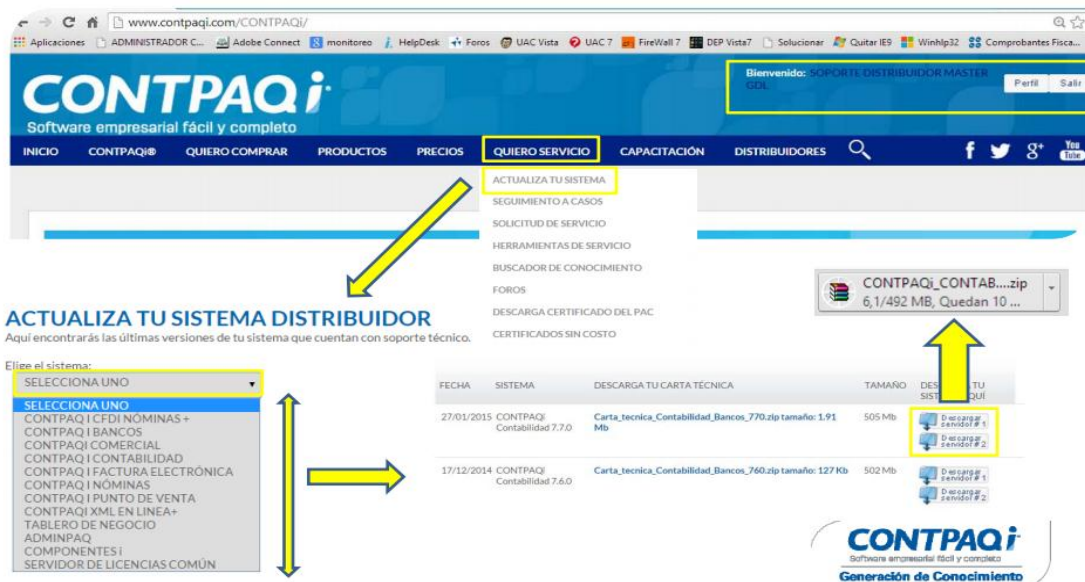 www.contpaqi.com/CONTPAQi/
Aplicaciones ADMINISTRADOR C... Adobe Connect monitoreo HelpDesk Foros UAC Vista UAC 7 FireWall 7 DEP Vista7 Solucionar Quitar IE9 Winhlp32 Comprobantes Fisca...
CONTPAQi
Software empresarial fácil y completo
Bienvenido: SOPORTE DISTRIBUIDOR MASTER
GDL
Perfil Salir
INICIO CONTPAQi® QUIERO COMPRAR PRODUCTOS PRECIOS QUIERO SERVICIO CAPACITACIÓN DISTRIBUIDORES f 8+ You Tube
ACTUALIZA TU SISTEMA
SEGUIMIENTO A CASOS
SOLICITUD DE SERVICIO
HERRAMIENTAS DE SERVICIO
BUSCADOR DE CONOCIMIENTO
FOROS
DESCARGA CERTIFICADO DEL PAC
CERTIFICADOS SIN COSTO
CONTPAQi_CONTAB....zip
6,1/492 MB, Quedan 10 ...
ACTUALIZA TU SISTEMA DISTRIBUIDOR
Aquí encontrarás las últimas versiones de tu sistema que cuentan con soporte técnico.
Elige el sistema:
SELECCIONA UNO
SELECCIONA UNO
CONTPAQ I CFDI NÓMINAS +
CONTPAQ I BANCOS
CONTPAQI COMERCIAL
CONTPAQ I CONTABILIDAD
CONTPAQ I FACTURA ELECTRÓNICA
CONTPAQ I NÓMINAS
CONTPAQ I PUNTO DE VENTA
CONTPAQI XML EN LINEA+
TABLERO DE NEGOCIO
ADMINPAQ
COMPONENTES i
SERVIDOR DE LICENCIAS COMÚN
FECHA SISTEMA DESCARGA TU CARTA TÉCNICA TAMAÑO
27/01/2015 CONTPAQi Contabilidad 7.7.0 Carta_tecnica_Contabilidad_Bancos_770.zip tamaño: 1.91 Mb 505 Mb
Descargar servidor # 1
Descargar servidor # 2
17/12/2014 CONTPAQi Contabilidad 7.6.0 Carta_tecnica_Contabilidad_Bancos_760.zip tamaño: 127 Kb 502 Mb
Descargar servidor # 1
Descargar servidor # 2
CONTPAQi
Software empresarial fácil y completo
Generación de Conocimiento